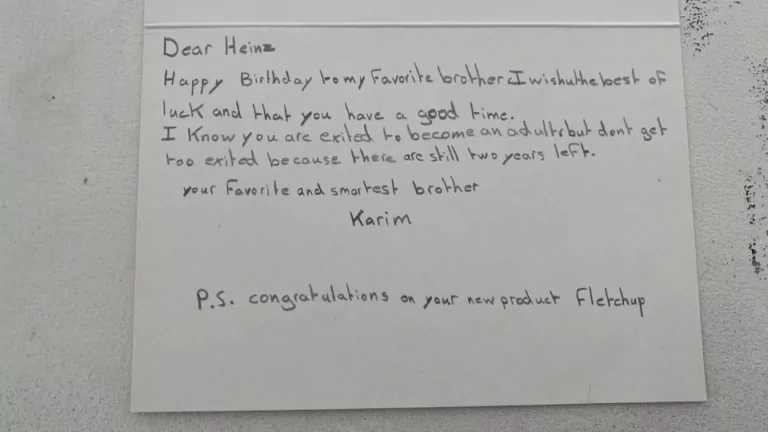 Dear Heinz
Happy Birthday to my Favorite brother I wish u the best of
luck and that you have a good time.
I Know you are exited to become an adults but dont get
too exited because there are still two years left.
your Favorite and smartest brother
Karim
P.S. congratulations on your new product Fletchup